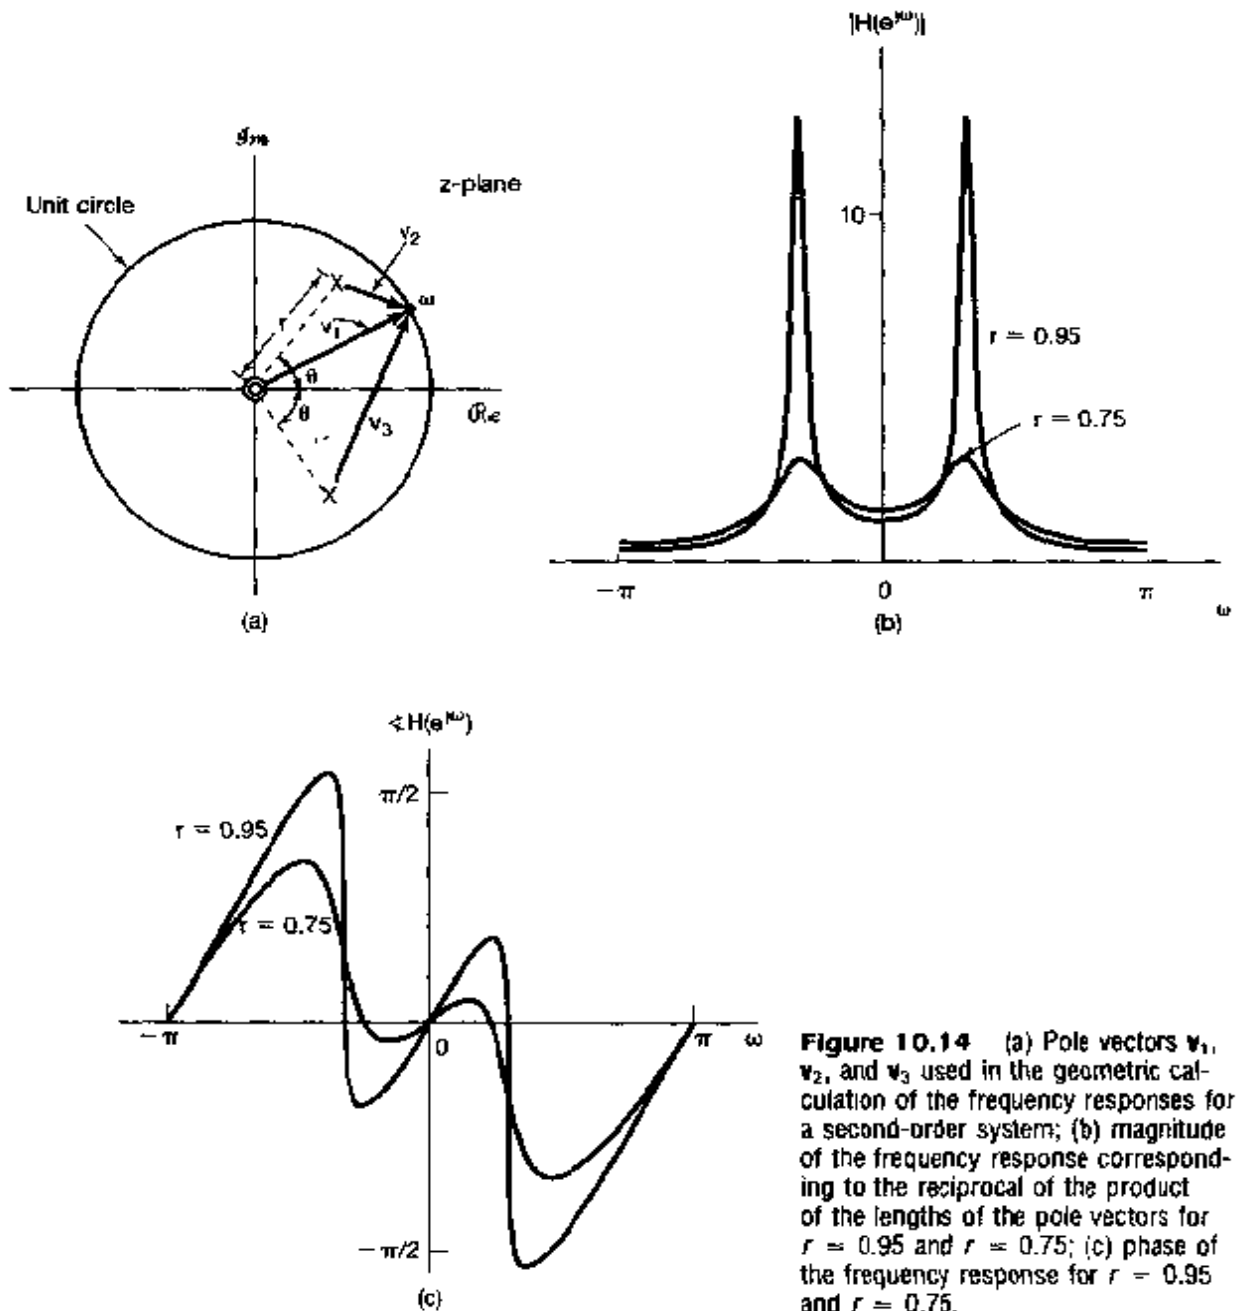 |H(e^jω)|
ℐm
z-plane
Unit circle
v₂
10
ω
r
v₁
r = 0.95
θ
ℛe
θ
v₃
r = 0.75
−π
0
π
ω
(a)
(b)
∢H(e^jω)
π/2
r = 0.95
r = 0.75
−π
0
π
ω
−π/2
(c)
Figure 10.14 (a) Pole vectors v₁,
v₂, and v₃ used in the geometric cal-
culation of the frequency responses for
a second-order system; (b) magnitude
of the frequency response correspond-
ing to the reciprocal of the product
of the lengths of the pole vectors for
r = 0.95 and r = 0.75; (c) phase of
the frequency response for r = 0.95
and r = 0.75.